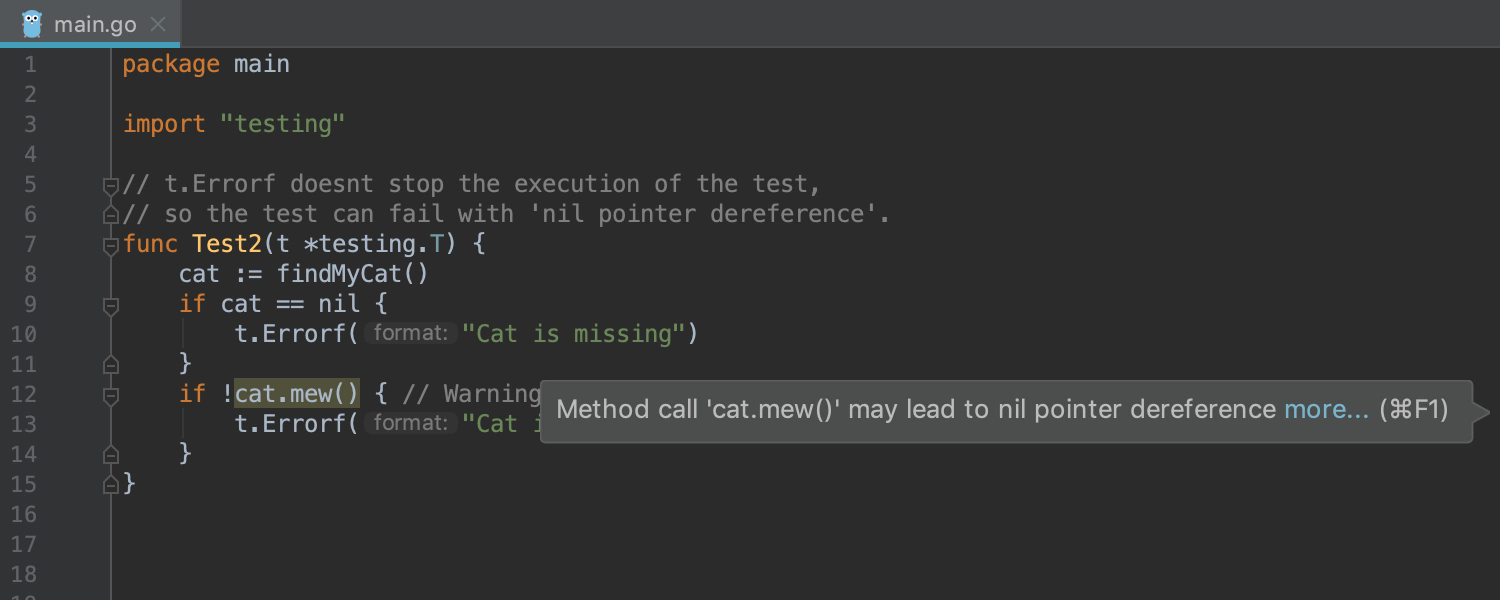 main.go
1 package main
2
3 import "testing"
4
5 // t.Errorf doesnt stop the execution of the test,
6 // so the test can fail with 'nil pointer dereference'.
7 func Test2(t *testing.T) {
8 cat := findMyCat()
9 if cat == nil {
10 t.Errorf( format: "Cat is missing")
11 }
12 if !cat.mew() { // Warning
Method call 'cat.mew()' may lead to nil pointer dereference more... (⌘F1)
13 t.Errorf( format: "Cat
14 }
15 }
16
17
18